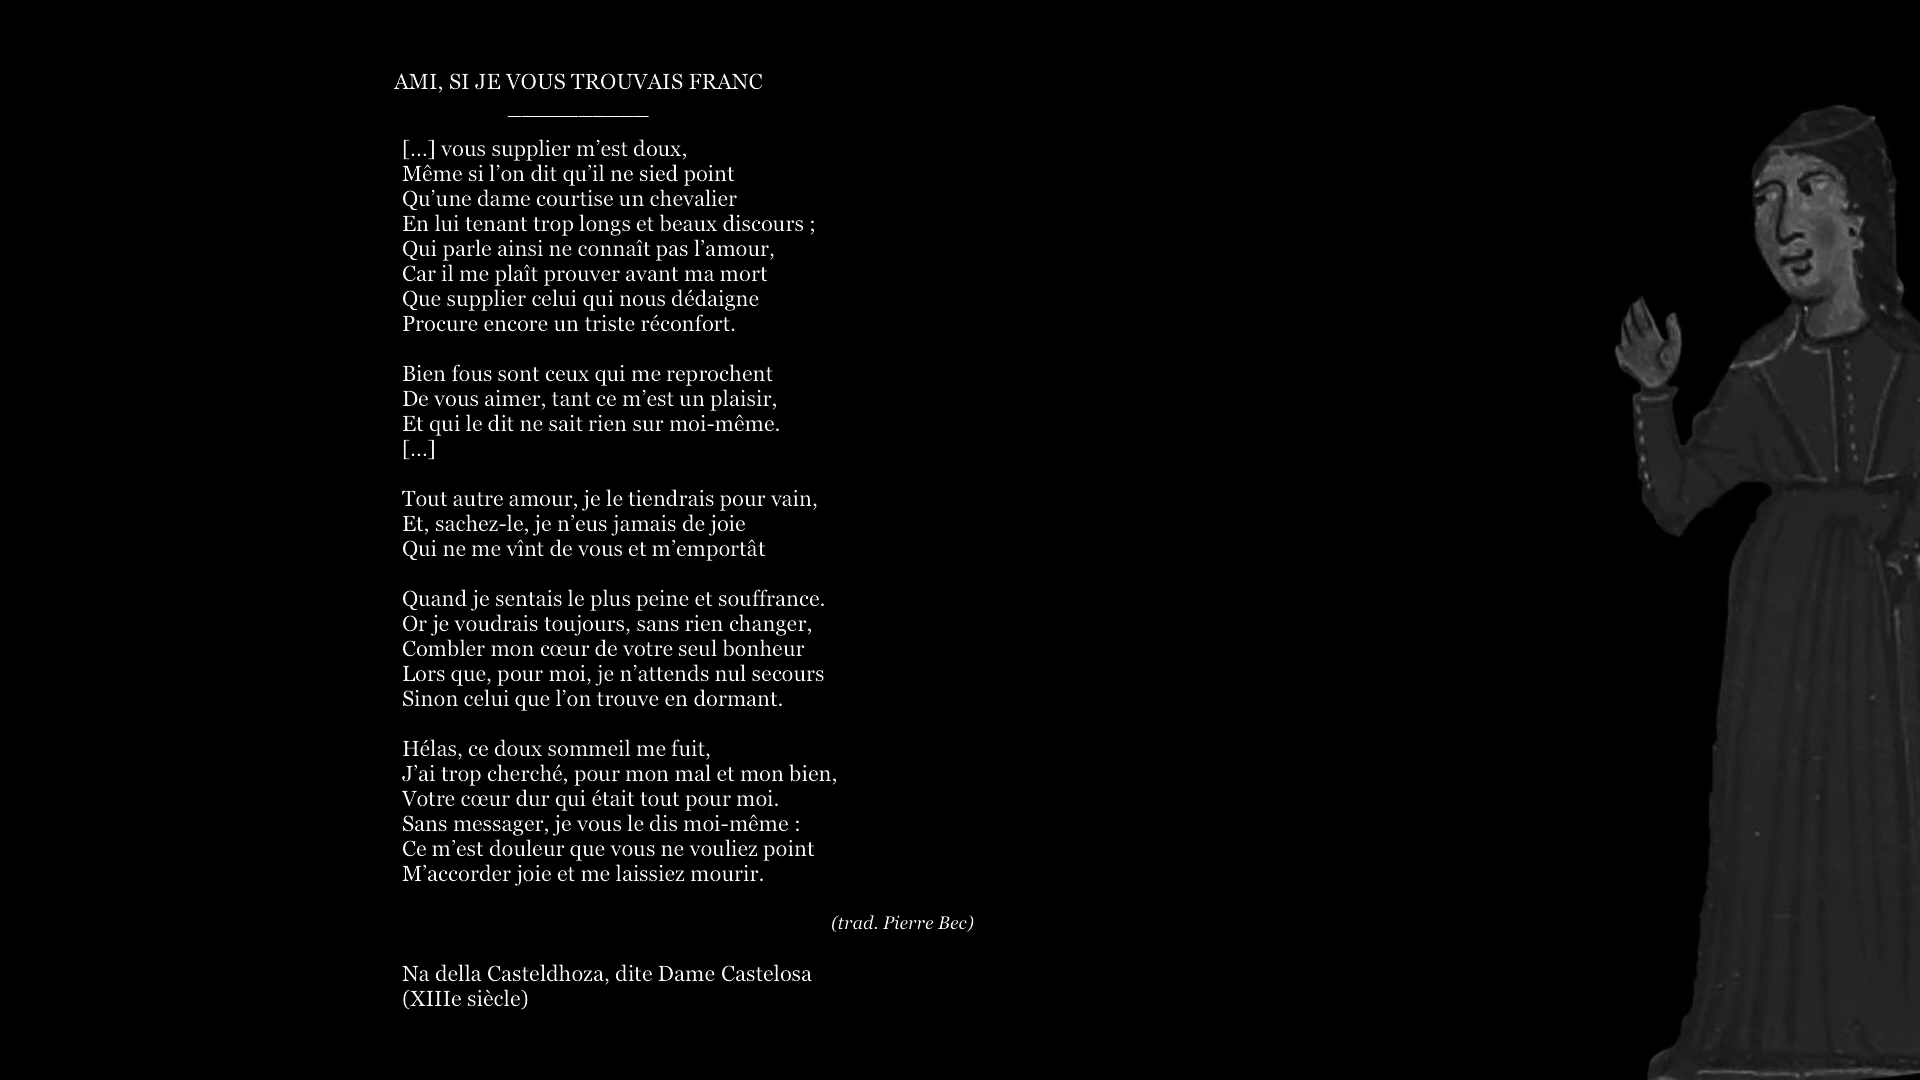 AMI, SI JE VOUS TROUVAIS FRANC
[...] vous supplier m’est doux,
Même si l’on dit qu’il ne sied point
Qu’une dame courtise un chevalier
En lui tenant trop longs et beaux discours ;
Qui parle ainsi ne connaît pas l’amour,
Car il me plaît prouver avant ma mort
Que supplier celui qui nous dédaigne
Procure encore un triste réconfort.
Bien fous sont ceux qui me reprochent
De vous aimer, tant ce m’est un plaisir,
Et qui le dit ne sait rien sur moi-même.
[...]
Tout autre amour, je le tiendrais pour vain,
Et, sachez-le, je n’eus jamais de joie
Qui ne me vînt de vous et m’emportât
Quand je sentais le plus peine et souffrance.
Or je voudrais toujours, sans rien changer,
Combler mon cœur de votre seul bonheur
Lors que, pour moi, je n’attends nul secours
Sinon celui que l’on trouve en dormant.
Hélas, ce doux sommeil me fuit,
J’ai trop cherché, pour mon mal et mon bien,
Votre cœur dur qui était tout pour moi.
Sans messager, je vous le dis moi-même :
Ce m’est douleur que vous ne vouliez point
M’accorder joie et me laissiez mourir.
(trad. Pierre Bec)
Na della Casteldhoza, dite Dame Castelosa
(XIIIe siècle)